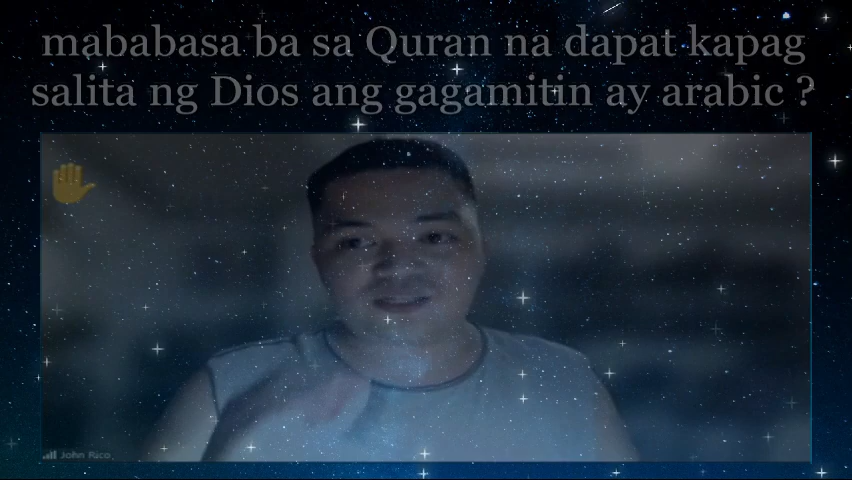 mababasa ba sa Quran na dapat kapag
salita ng Dios ang gagamitin ay arabic ?
John Rico